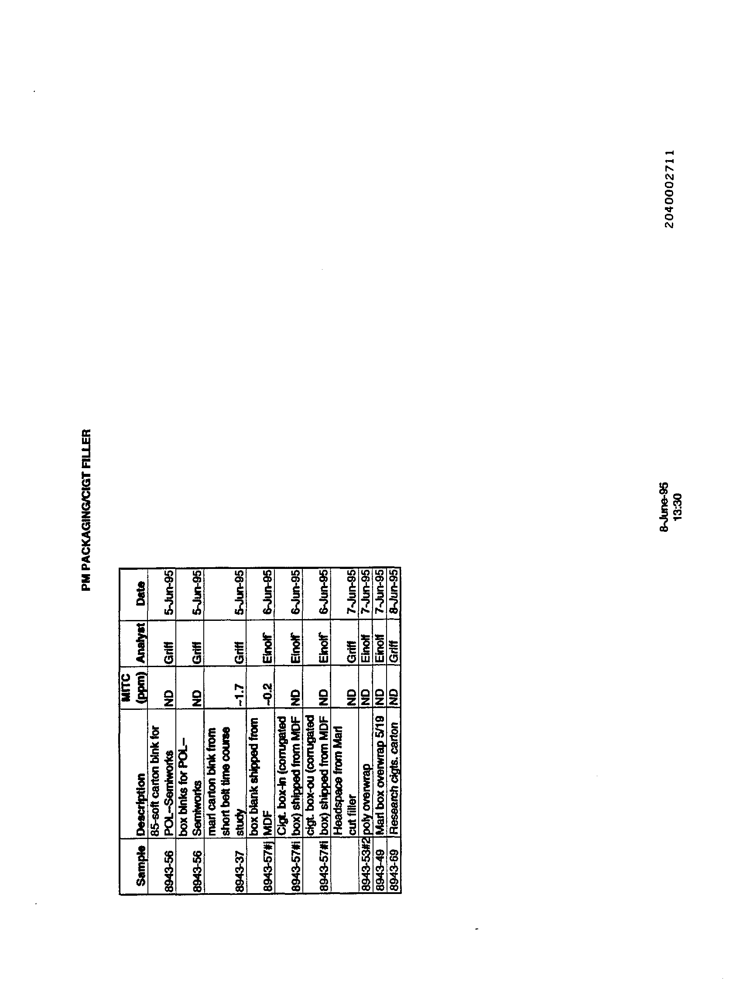 PM PACKAGING/CIGT FILLER
MITC
Sample Description (ppm) Analyst Date
85-soft carton blnk for
8943-56 POL-Semiworks ND Griff 5-Jun-95
box blnks for POL-
8943-56 Semiworks ND Griff 5-Jun-95
marl carton blnk from
short belt time course
8943-37 study ~1.7 Griff 5-Jun-95
box blank shipped from
8943-57#j MDF ~0.2 Einolf 6-Jun-95
Cigt. box-in (corrugated
8943-57#i box) shipped from MDF ND Einolf 6-Jun-95
cigt. box-ou (corrugated
8943-57#i box) shipped from MDF ND Einolf 6-Jun-95
Headspace from Marl
cut filler ND Griff 7-Jun-95
8943-53#2 poly overwrap ND Einolf 7-Jun-95
8943-49 Marl box overwrap 5/19 ND Einolf 7-Jun-95
8943-69 Research cigts. carton ND Griff 8-Jun-95
8-June-95
13:30
2040002711